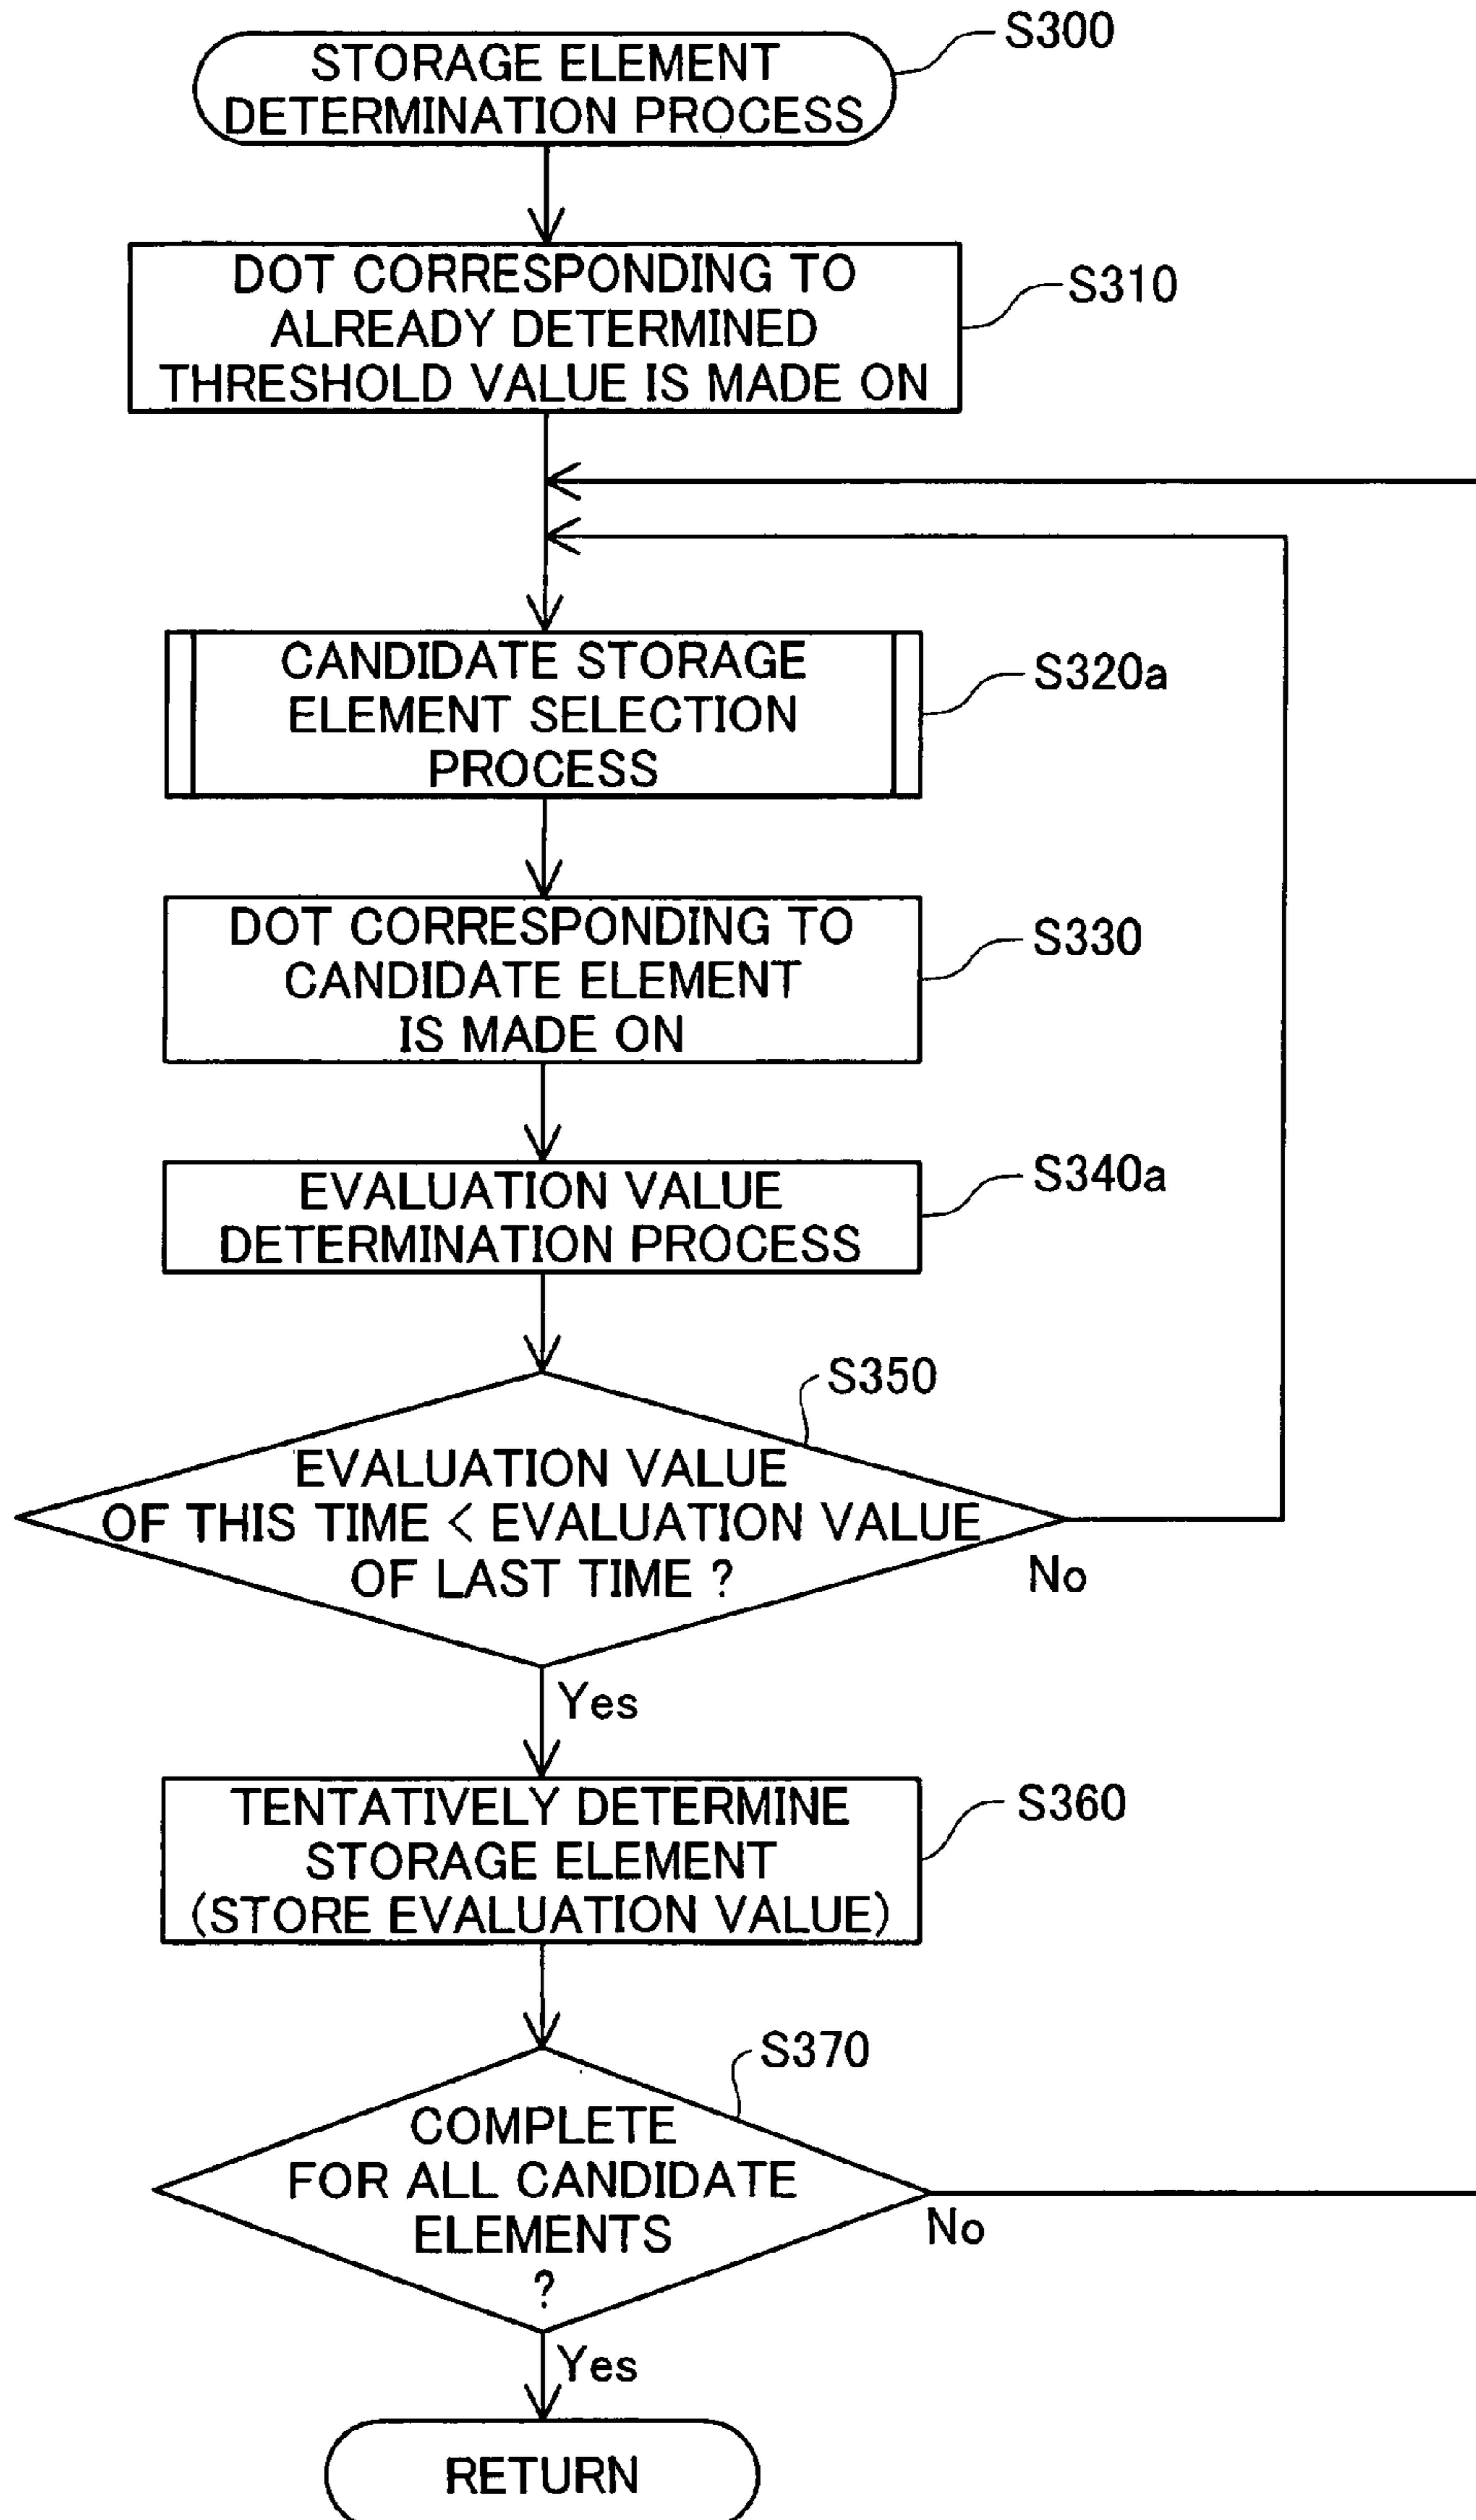 STORAGE ELEMENT
DETERMINATION PROCESS
S300
DOT CORRESPONDING TO
ALREADY DETERMINED
THRESHOLD VALUE IS MADE ON
S310
CANDIDATE STORAGE
ELEMENT SELECTION
PROCESS
S320a
DOT CORRESPONDING TO
CANDIDATE ELEMENT
IS MADE ON
S330
EVALUATION VALUE
DETERMINATION PROCESS
S340a
S350
EVALUATION VALUE
OF THIS TIME < EVALUATION VALUE
OF LAST TIME ?
No
Yes
TENTATIVELY DETERMINE
STORAGE ELEMENT
(STORE EVALUATION VALUE)
S360
S370
COMPLETE
FOR ALL CANDIDATE
ELEMENTS
?
No
Yes
RETURN